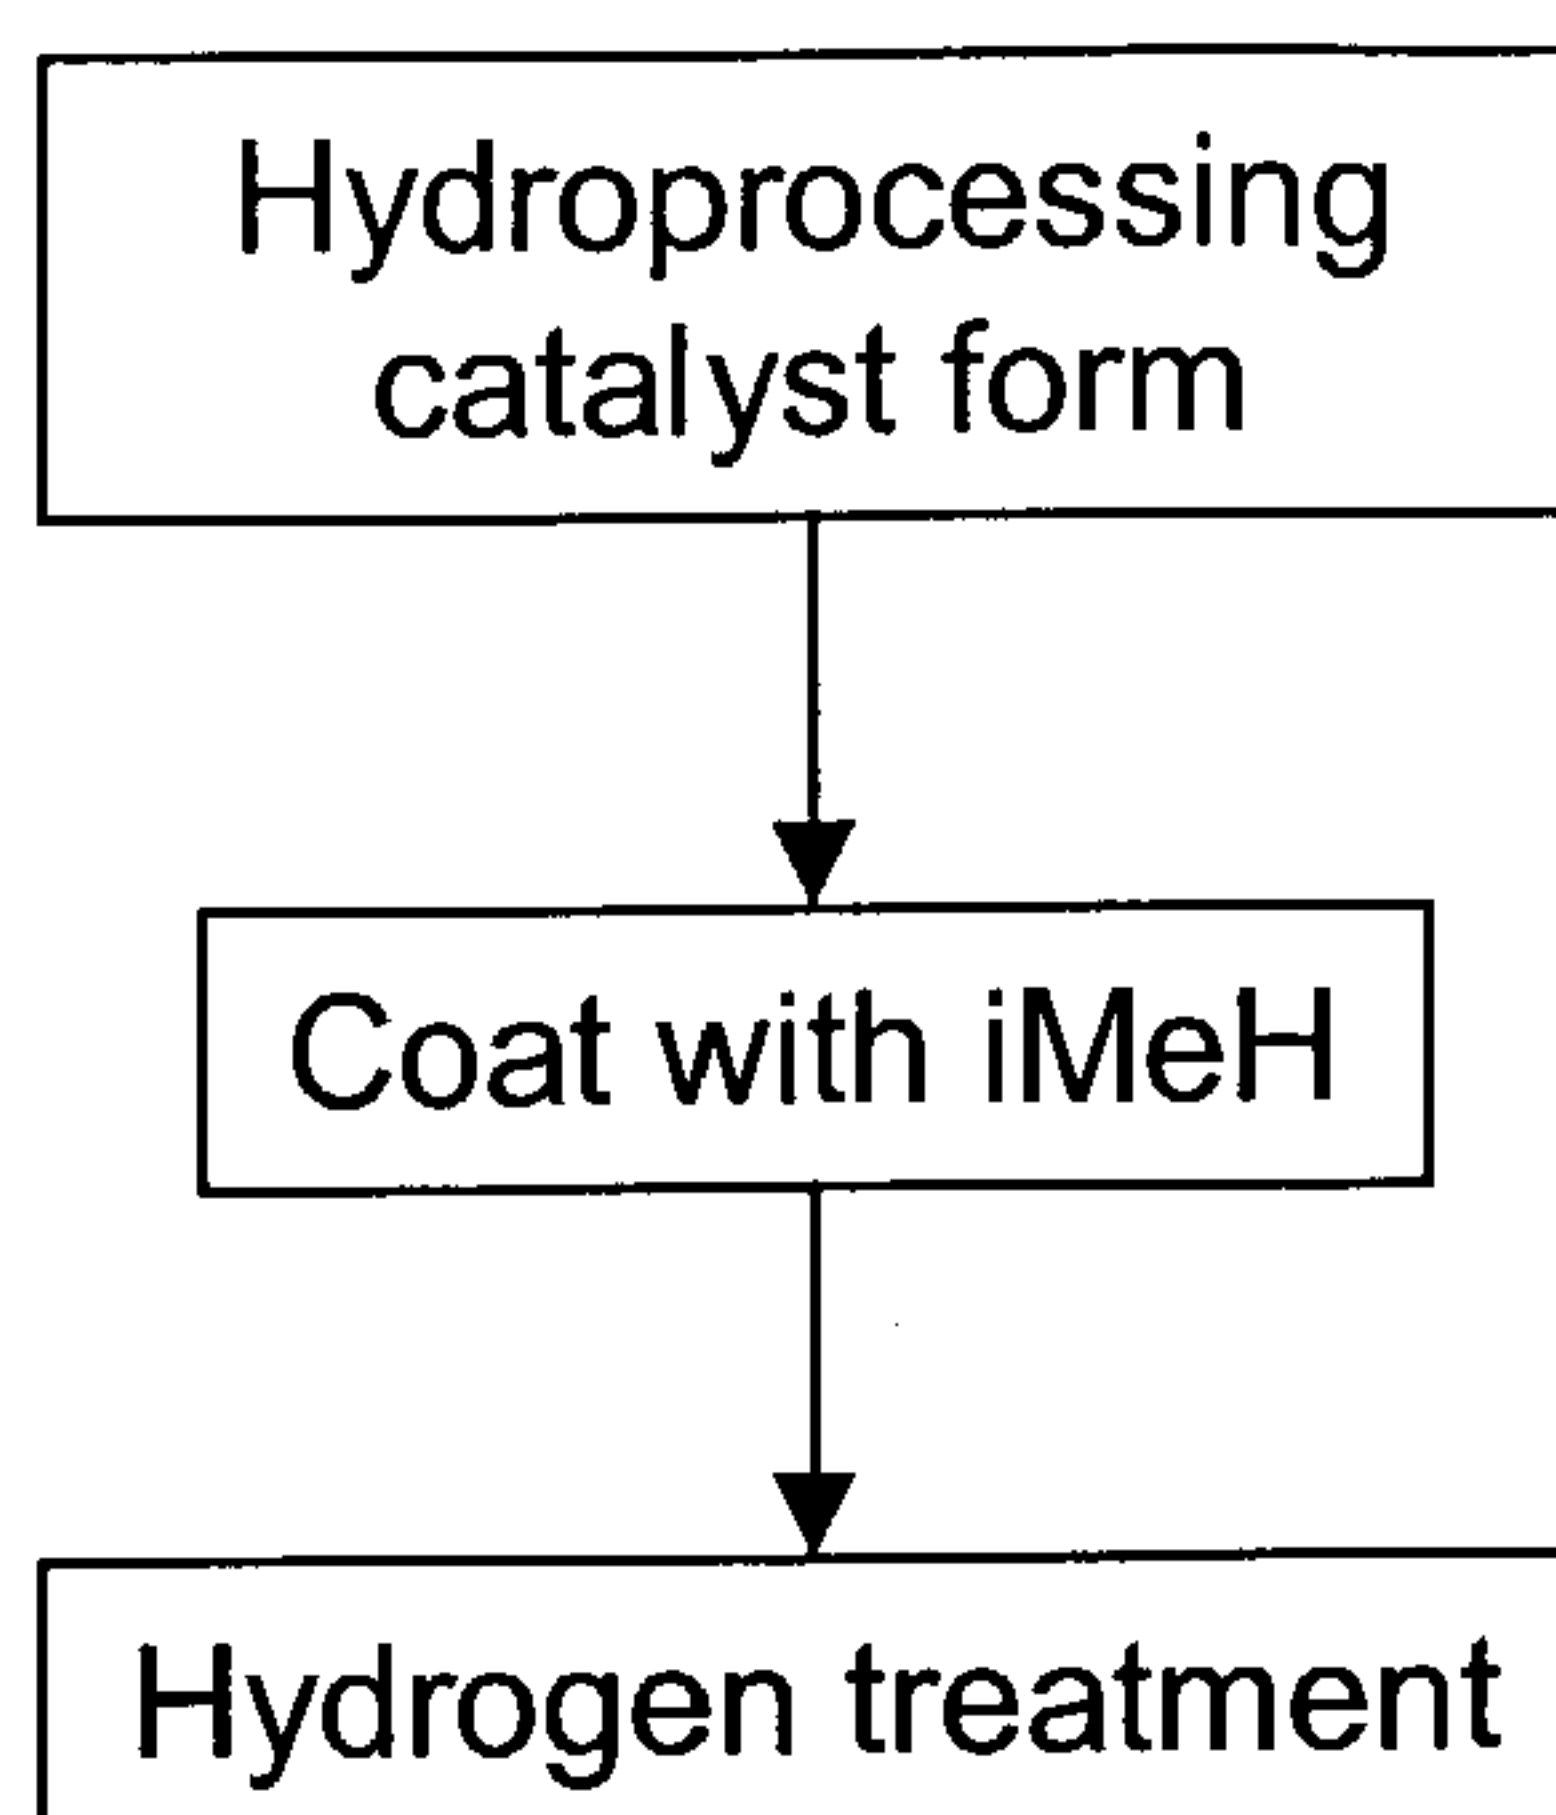 Hydroprocessing
catalyst form
Coat with iMeH
Hydrogen treatment